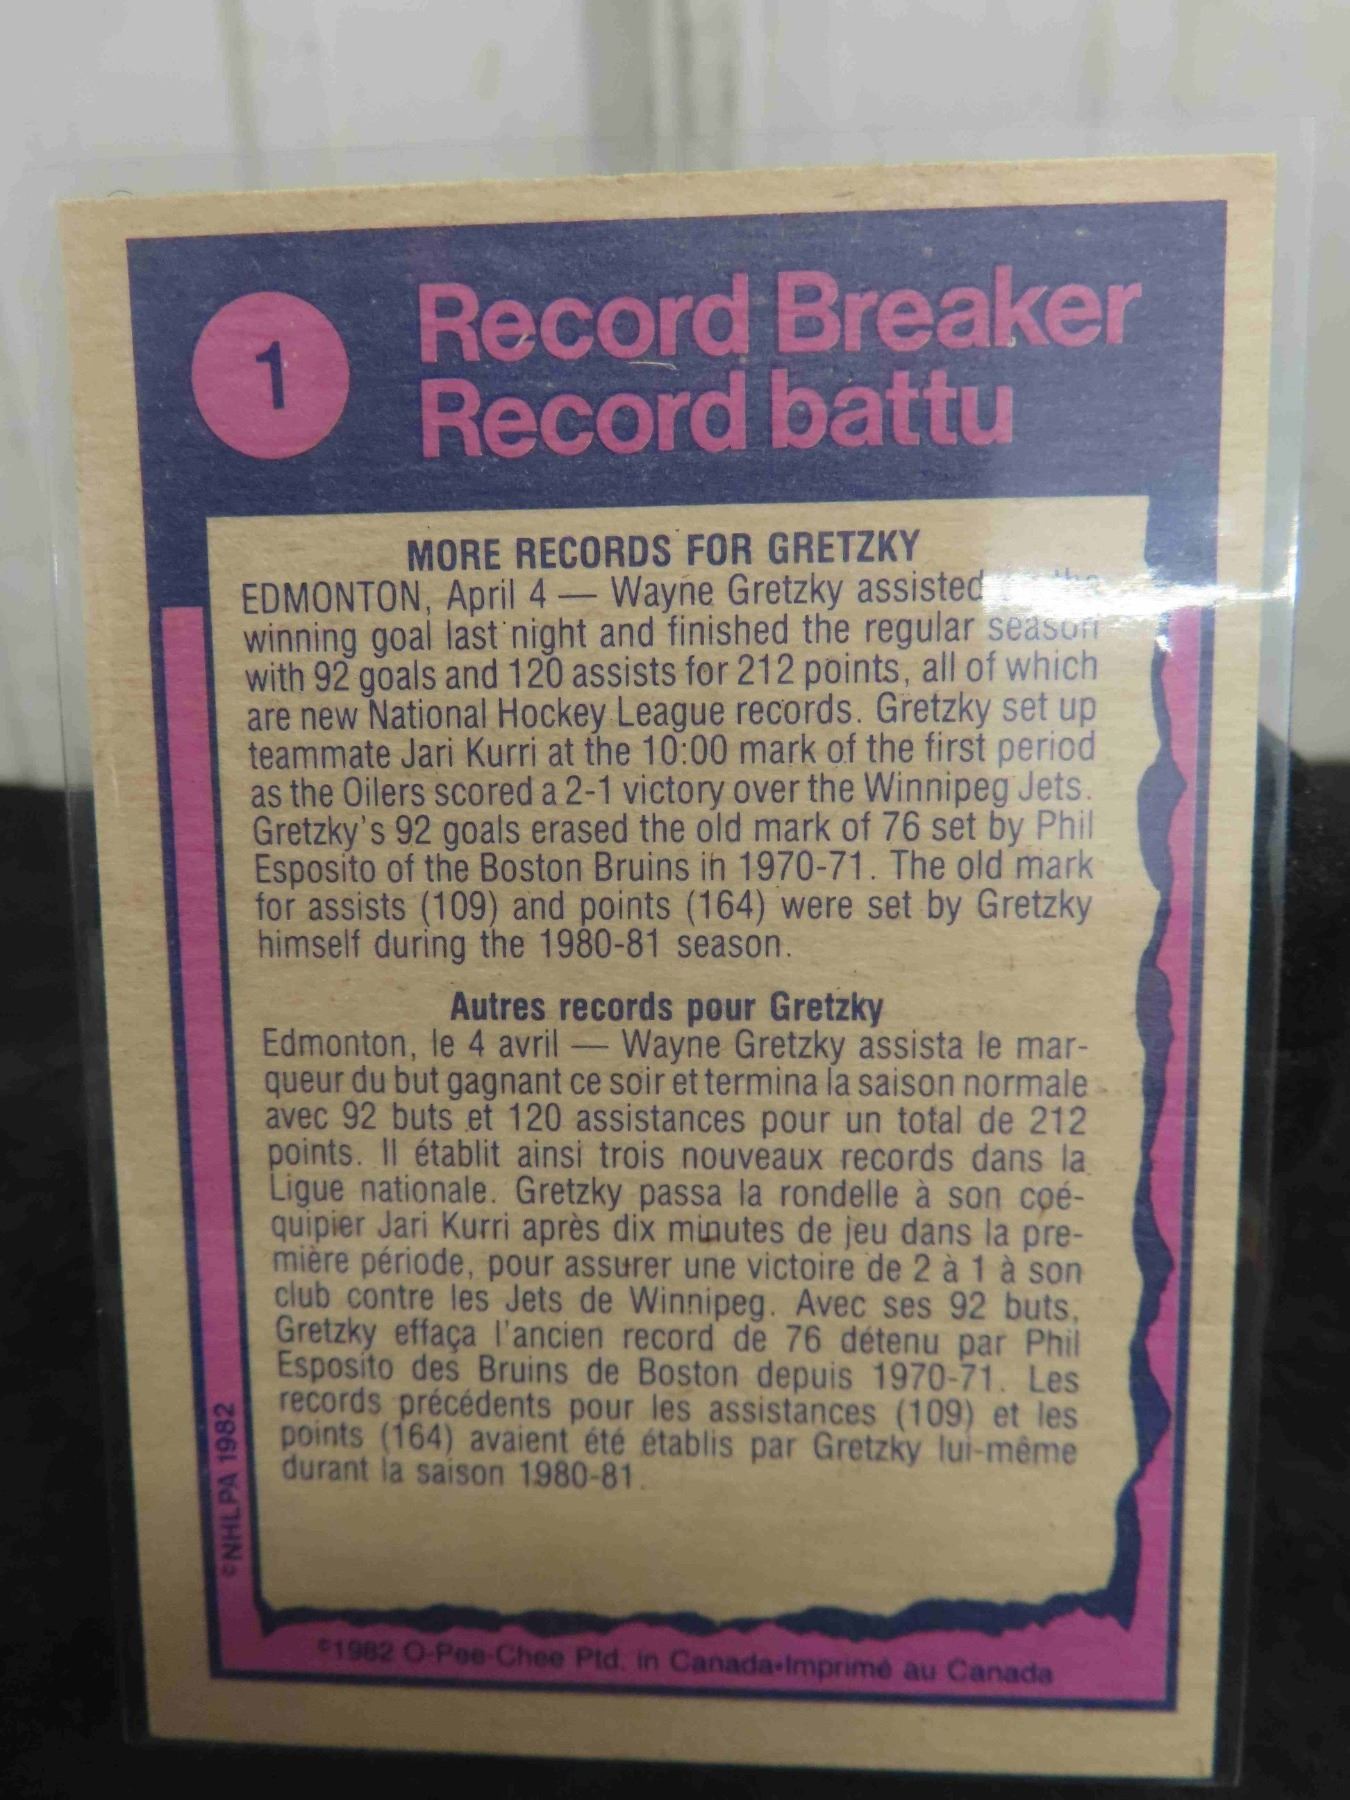 1
Record Breaker
Record battu
MORE RECORDS FOR GRETZKY
EDMONTON, April 4 — Wayne Gretzky assisted the
winning goal last night and finished the regular season
with 92 goals and 120 assists for 212 points, all of which
are new National Hockey League records. Gretzky set up
teammate Jari Kurri at the 10:00 mark of the first period
as the Oilers scored a 2-1 victory over the Winnipeg Jets.
Gretzky's 92 goals erased the old mark of 76 set by Phil
Esposito of the Boston Bruins in 1970-71. The old mark
for assists (109) and points (164) were set by Gretzky
himself during the 1980-81 season.
Autres records pour Gretzky
Edmonton, le 4 avril — Wayne Gretzky assista le mar-
queur du but gagnant ce soir et termina la saison normale
avec 92 buts et 120 assistances pour un total de 212
points. Il établit ainsi trois nouveaux records dans la
Ligue nationale. Gretzky passa la rondelle à son coé-
quipier Jari Kurri après dix minutes de jeu dans la pre-
mière période, pour assurer une victoire de 2 à 1 à son
club contre les Jets de Winnipeg. Avec ses 92 buts,
Gretzky effaça l'ancien record de 76 détenu par Phil
Esposito des Bruins de Boston depuis 1970-71. Les
records précédents pour les assistances (109) et les
points (164) avaient été établis par Gretzky lui-même
durant la saison 1980-81.
©NHLPA 1982
©1982 O-Pee-Chee Ptd. in Canada•Imprimé au Canada